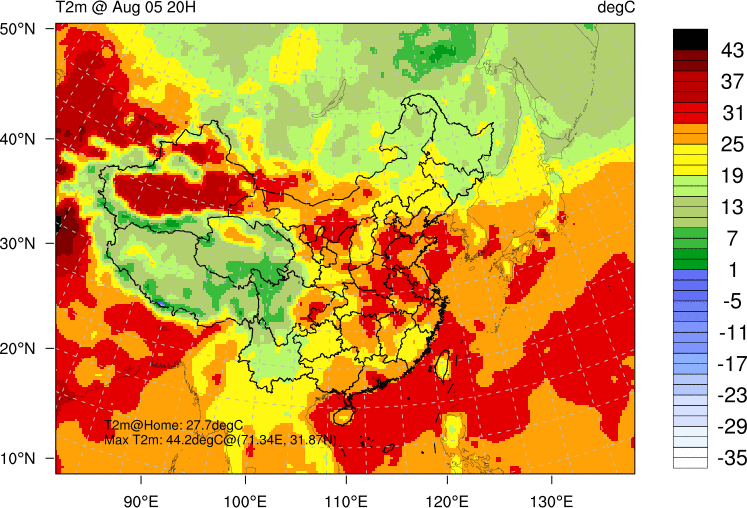 T2m @ Aug 05 20H degC
50°N
40°N
30°N
20°N
10°N
T2m@Home: 27.7degC
Max T2m: 44.2degC@(71.34E, 31.87N)
90°E 100°E 110°E 120°E 130°E
43
37
31
25
19
13
7
1
-5
-11
-17
-23
-29
-35